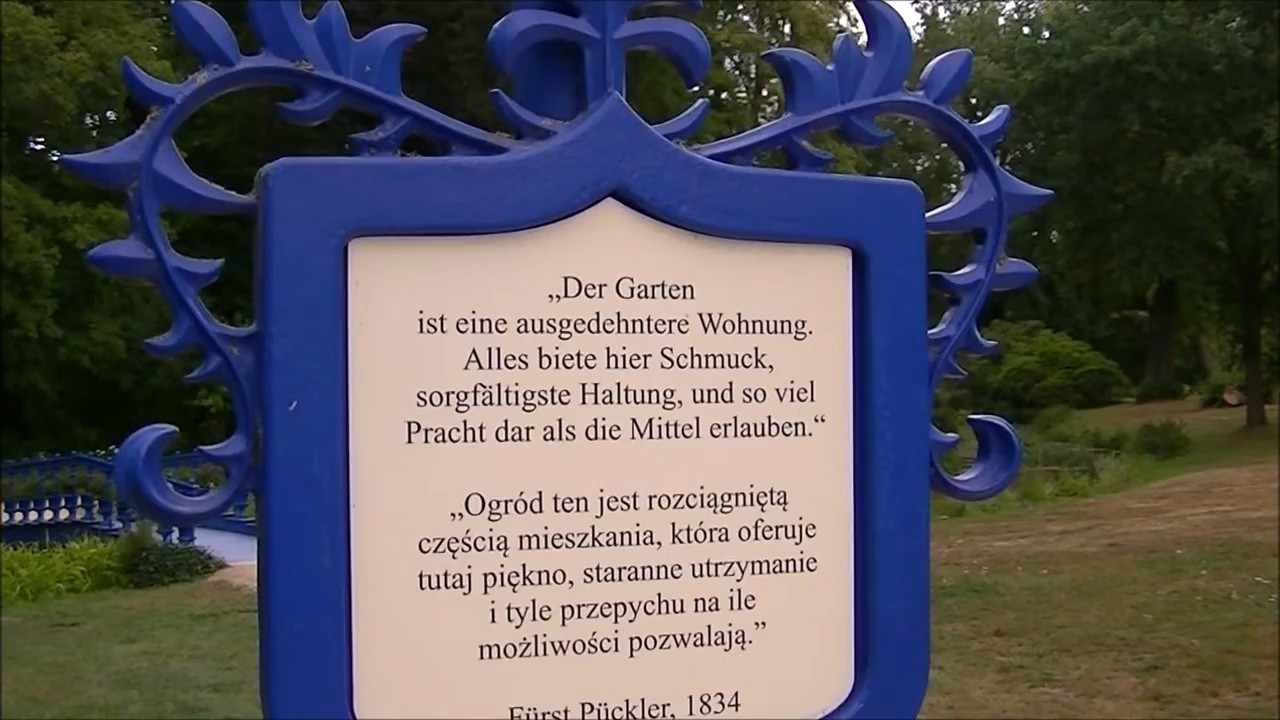 „Der Garten
ist eine ausgedehntere Wohnung.
Alles biete hier Schmuck,
sorgfältigste Haltung, und so viel
Pracht dar als die Mittel erlauben.“
„Ogród ten jest rozciągniętą
częścią mieszkania, która oferuje
tutaj piękno, staranne utrzymanie
i tyle przepychu na ile
możliwości pozwalają.”
Fürst Pückler, 1834